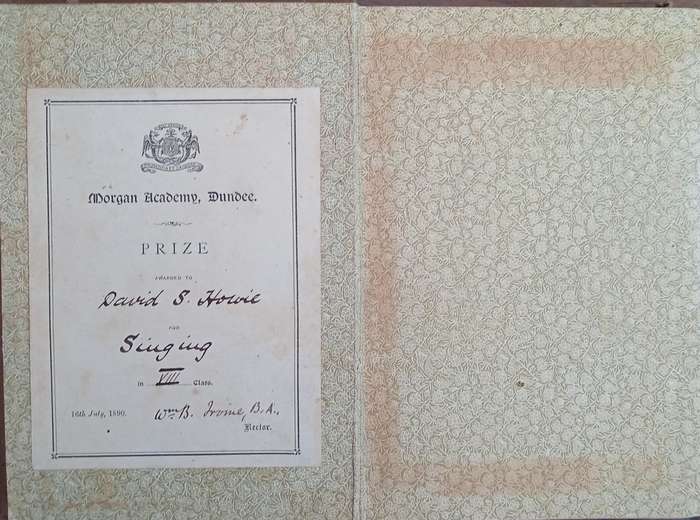 Morgan Academy, Dundee.
PRIZE
AWARDED TO
David S. Howie
FOR
Singing
in VIII Class.
16th July, 1890. Wm. B. Irvine, B.A.,
Rector.